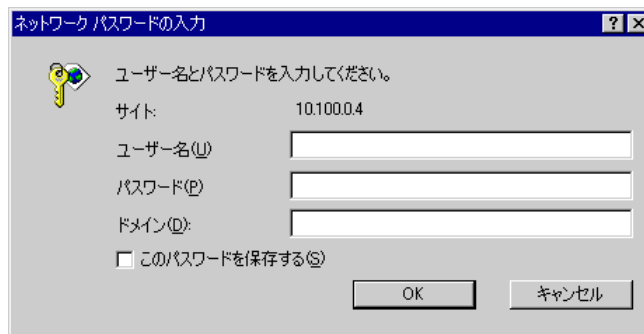 ネットワーク パスワードの入力
ユーザー名とパスワードを入力してください。
サイト: 10.100.0.4
ユーザー名(U)
パスワード(P)
ドメイン(D):
このパスワードを保存する(S)
OK キャンセル